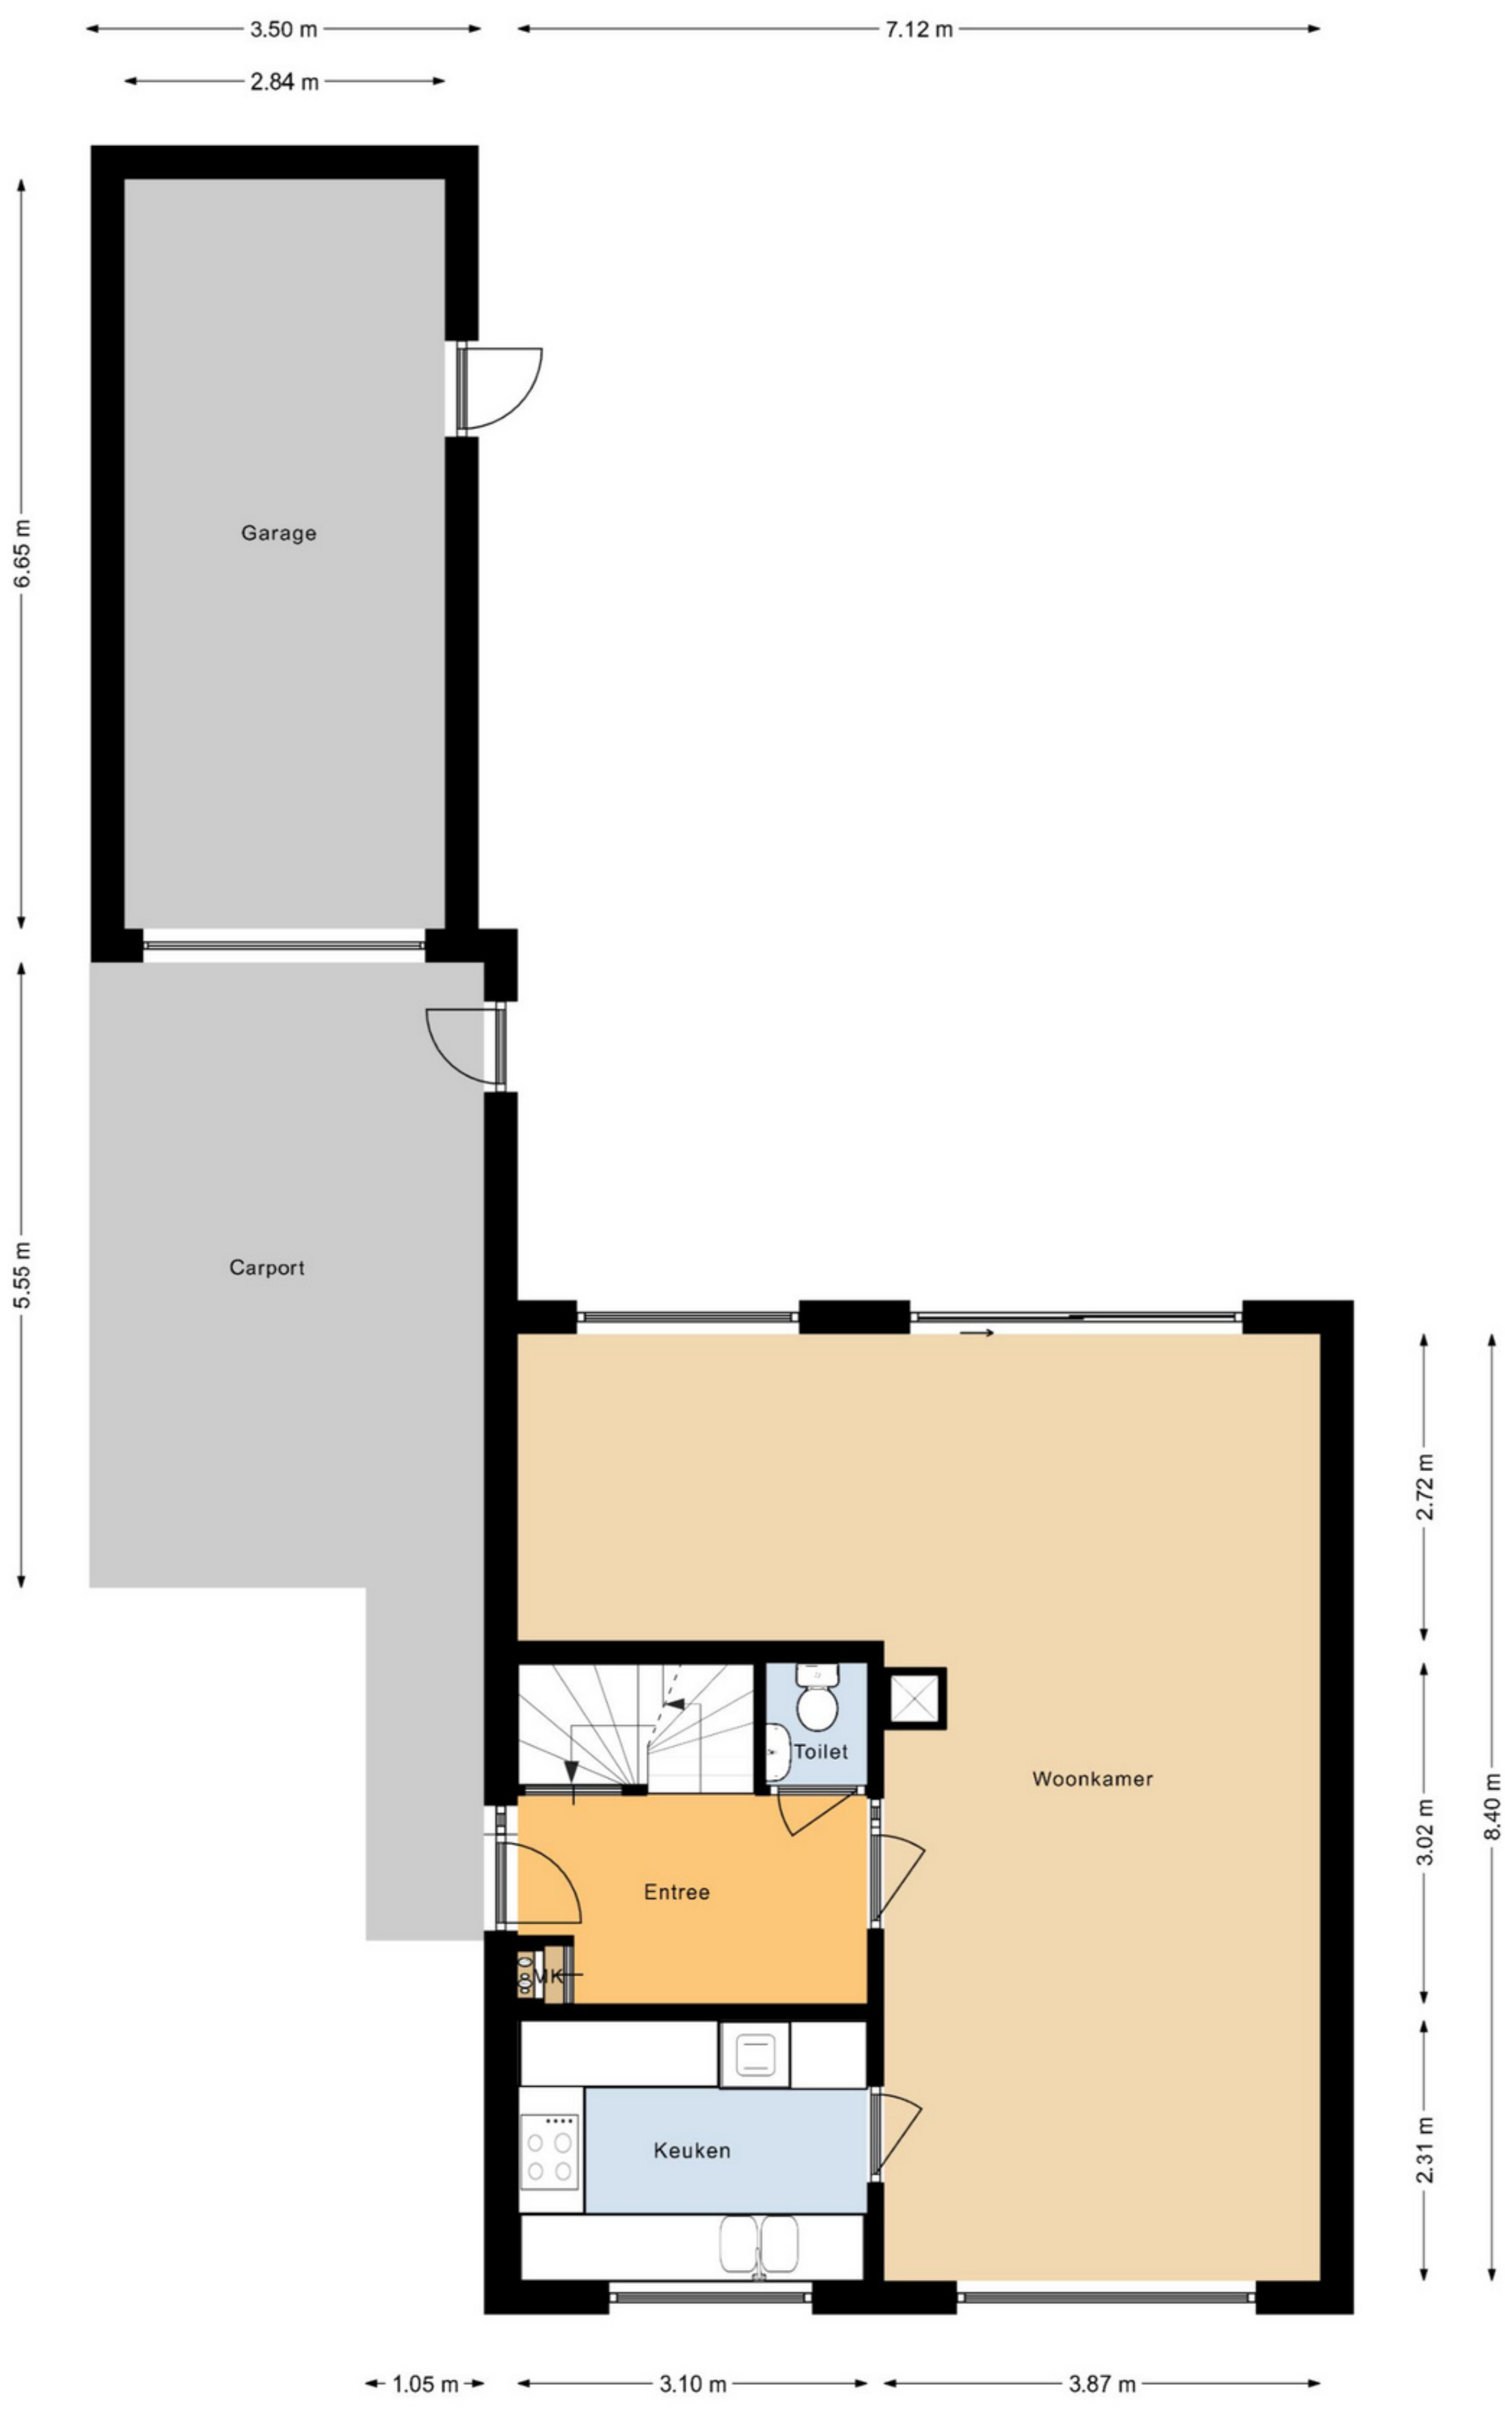 3.50 m
7.12 m
2.84 m
6.65 m
Garage
5.55 m
Carport
2.72 m
Toilet
Woonkamer
3.02 m
8.40 m
Entree
MK
Keuken
2.31 m
1.05 m
3.10 m
3.87 m